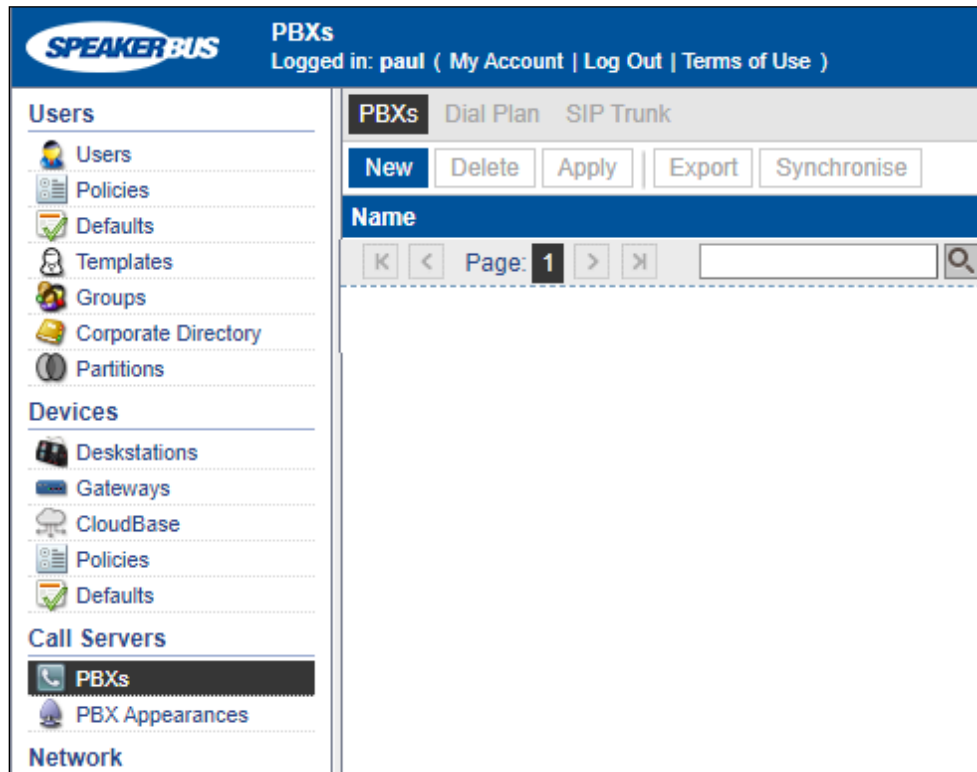 SPEAKERBUS
PBXs
Logged in: paul ( My Account | Log Out | Terms of Use )
Users
Users
Policies
Defaults
Templates
Groups
Corporate Directory
Partitions
Devices
Deskstations
Gateways
CloudBase
Policies
Defaults
Call Servers
PBXs
PBX Appearances
Network
PBXs Dial Plan SIP Trunk
New Delete Apply Export Synchronise
Name
Page: 1